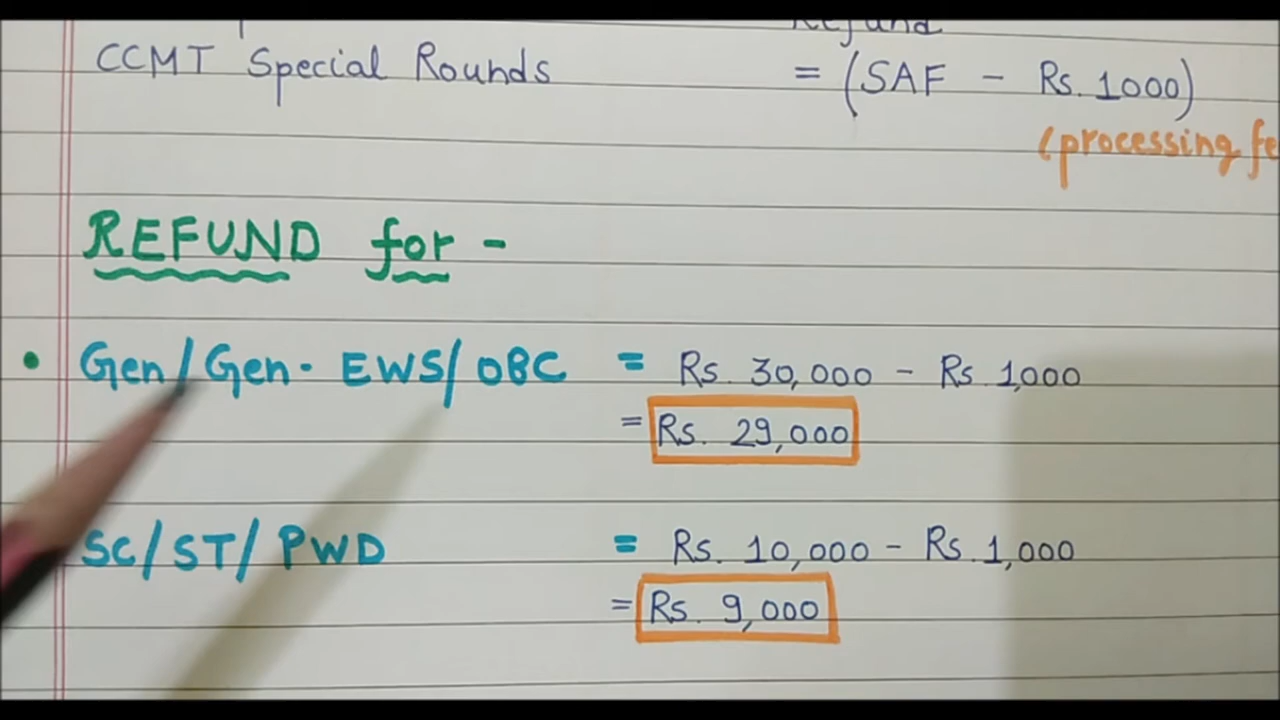 Refund
CCMT Special Rounds = (SAF - Rs. 1000)
(processing
REFUND for -
• Gen/Gen- EWS/OBC = Rs. 30,000 - Rs 1,000
= Rs. 29,000
SC/ST/PWD = Rs. 10,000 - Rs. 1,000
= Rs. 9,000